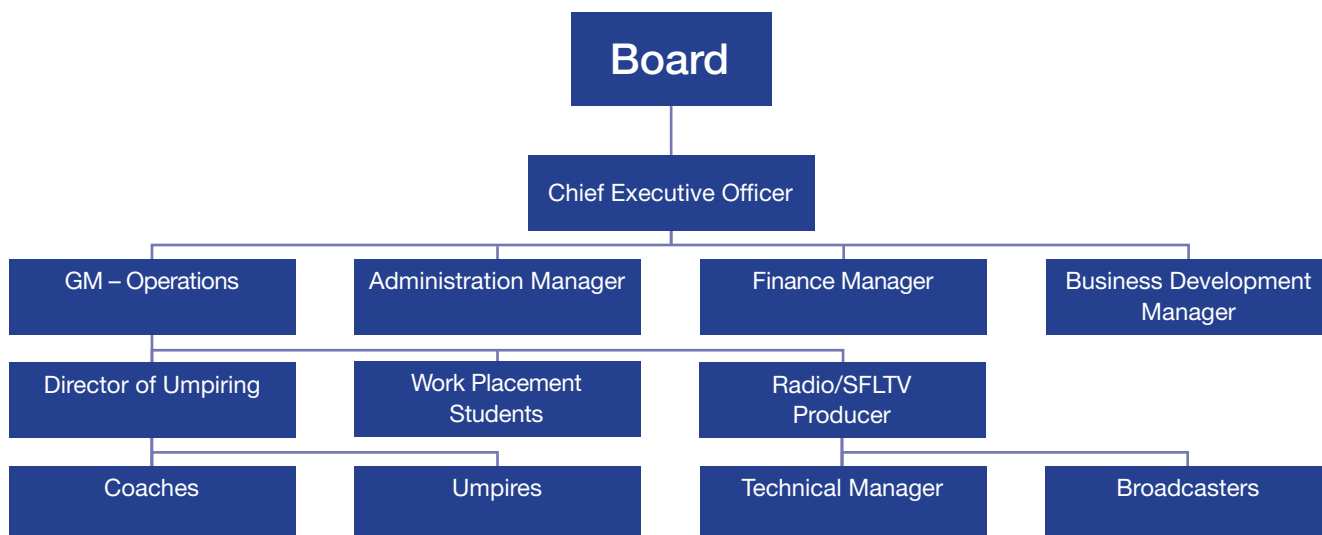 Board
Chief Executive Officer
GM – Operations
Administration Manager
Finance Manager
Business Development
Manager
Director of Umpiring
Work Placement
Students
Radio/SFLTV
Producer
Coaches
Umpires
Technical Manager
Broadcasters